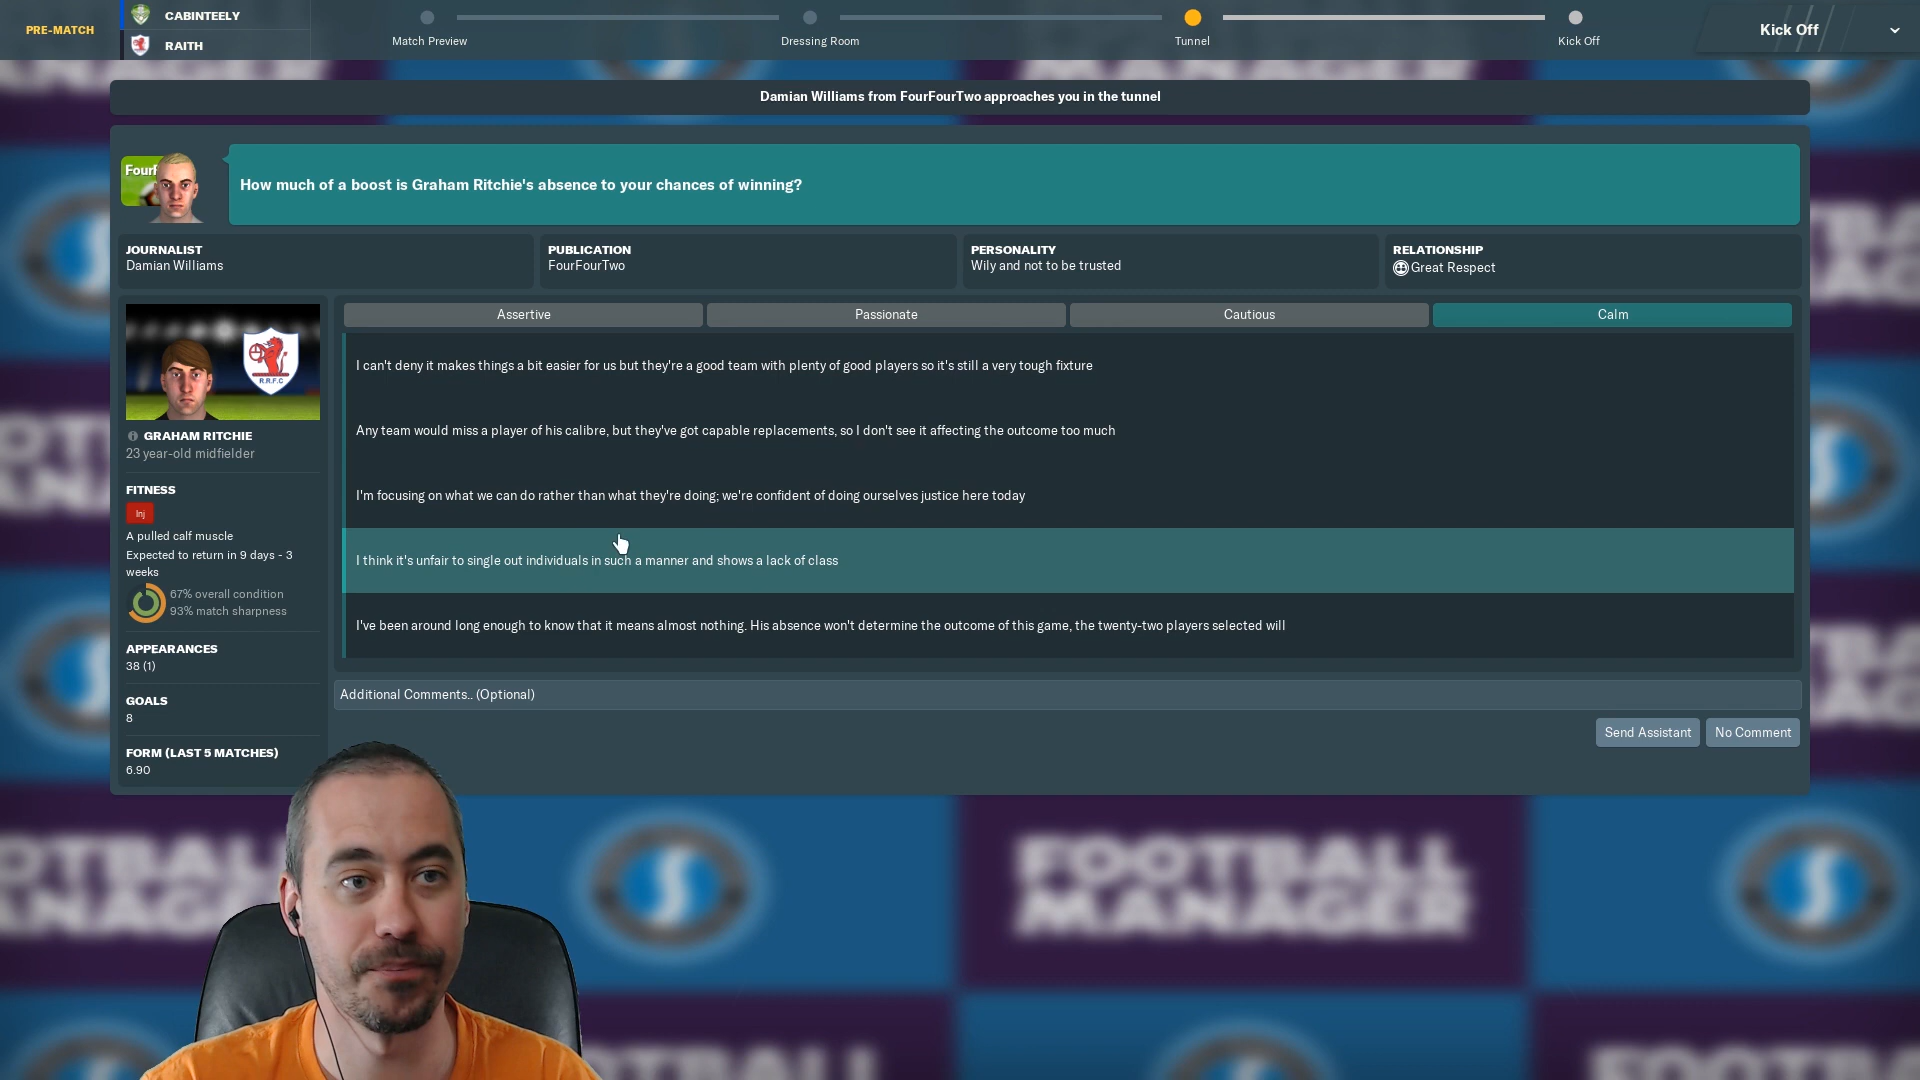 PRE-MATCH
CABINTEELY
RAITH
Match Preview
Dressing Room
Tunnel
Kick Off
Kick Off
Damian Williams from FourFourTwo approaches you in the tunnel
How much of a boost is Graham Ritchie's absence to your chances of winning?
JOURNALIST
Damian Williams
PUBLICATION
FourFourTwo
PERSONALITY
Wily and not to be trusted
RELATIONSHIP
Great Respect
R.R.F.C
GRAHAM RITCHIE
23 year-old midfielder
FITNESS
Inj
A pulled calf muscle
Expected to return in 9 days - 3
weeks
67% overall condition
93% match sharpness
APPEARANCES
38 (1)
GOALS
8
FORM (LAST 5 MATCHES)
6.90
Assertive
Passionate
Cautious
Calm
I can't deny it makes things a bit easier for us but they're a good team with plenty of good players so it's still a very tough fixture
Any team would miss a player of his calibre, but they've got capable replacements, so I don't see it affecting the outcome too much
I'm focusing on what we can do rather than what they're doing; we're confident of doing ourselves justice here today
I think it's unfair to single out individuals in such a manner and shows a lack of class
I've been around long enough to know that it means almost nothing. His absence won't determine the outcome of this game, the twenty-two players selected will
Additional Comments.. (Optional)
Send Assistant
No Comment
FOOTBALL
MANAGER